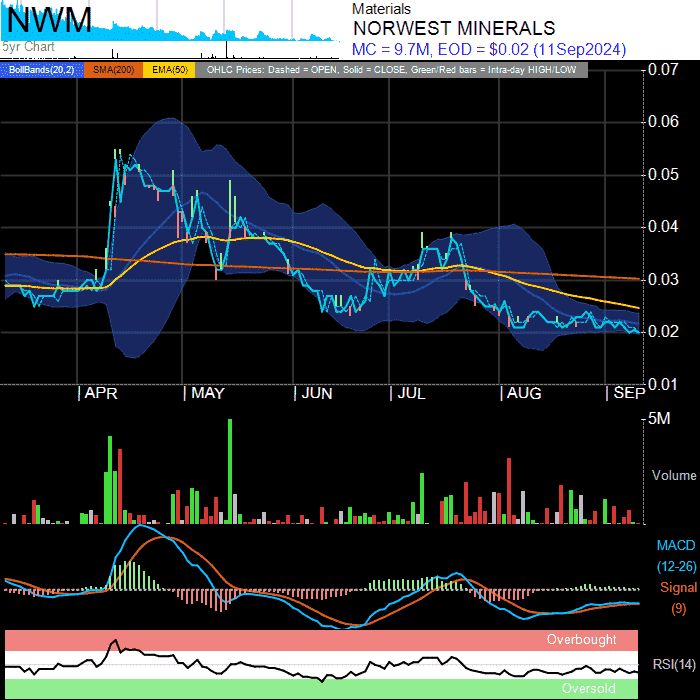 NWM
5yr Chart
Materials
NORWEST MINERALS
MC = 9.7M, EOD = $0.02 (11Sep2024)
BollBands(20,2) SMA(200) EMA(50) OHLC Prices: Dashed = OPEN, Solid = CLOSE, Green/Red bars = Intra-day HIGH/LOW
0.07
0.06
0.05
0.04
0.03
0.02
0.01
APR MAY JUN JUL AUG SEP
5M
Volume
MACD
(12-26)
Signal
(9)
Overbought
RSI(14)
Oversold